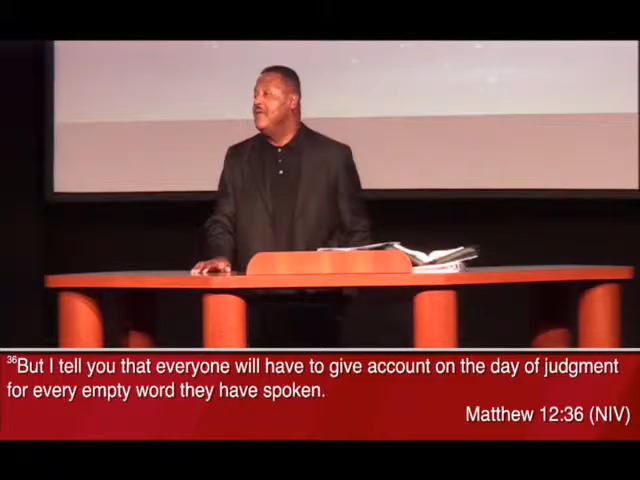 36But I tell you that everyone will have to give account on the day of judgment
for every empty word they have spoken.
Matthew 12:36 (NIV)